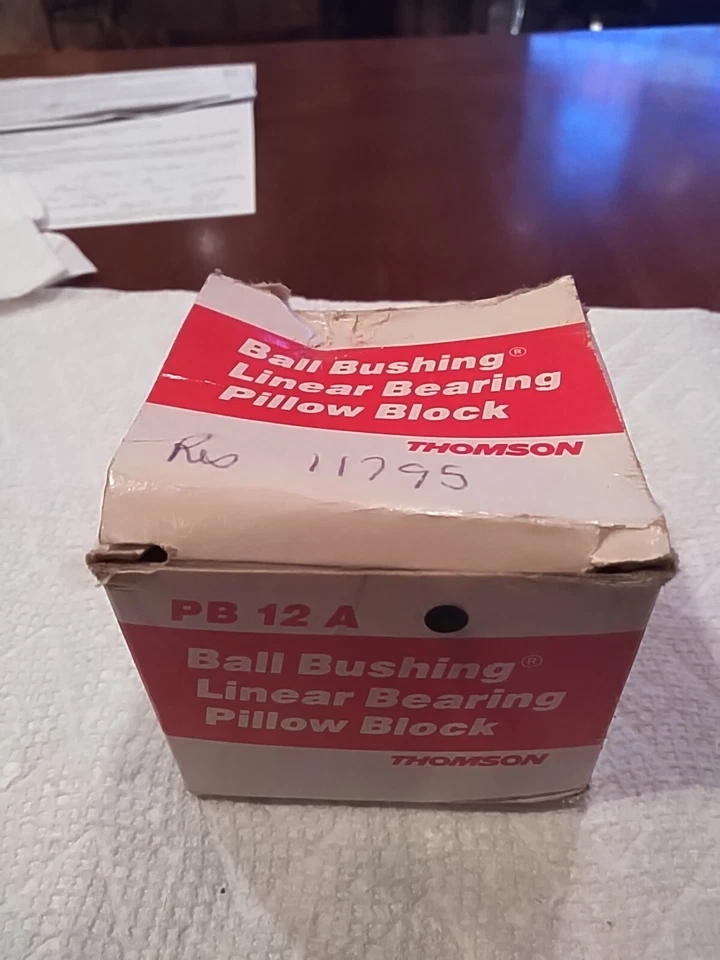 Ball Bushing®
Linear Bearing
Pillow Block
THOMSON
11795
PB 12 A
Ball Bushing®
Linear Bearing
Pillow Block
THOMSON